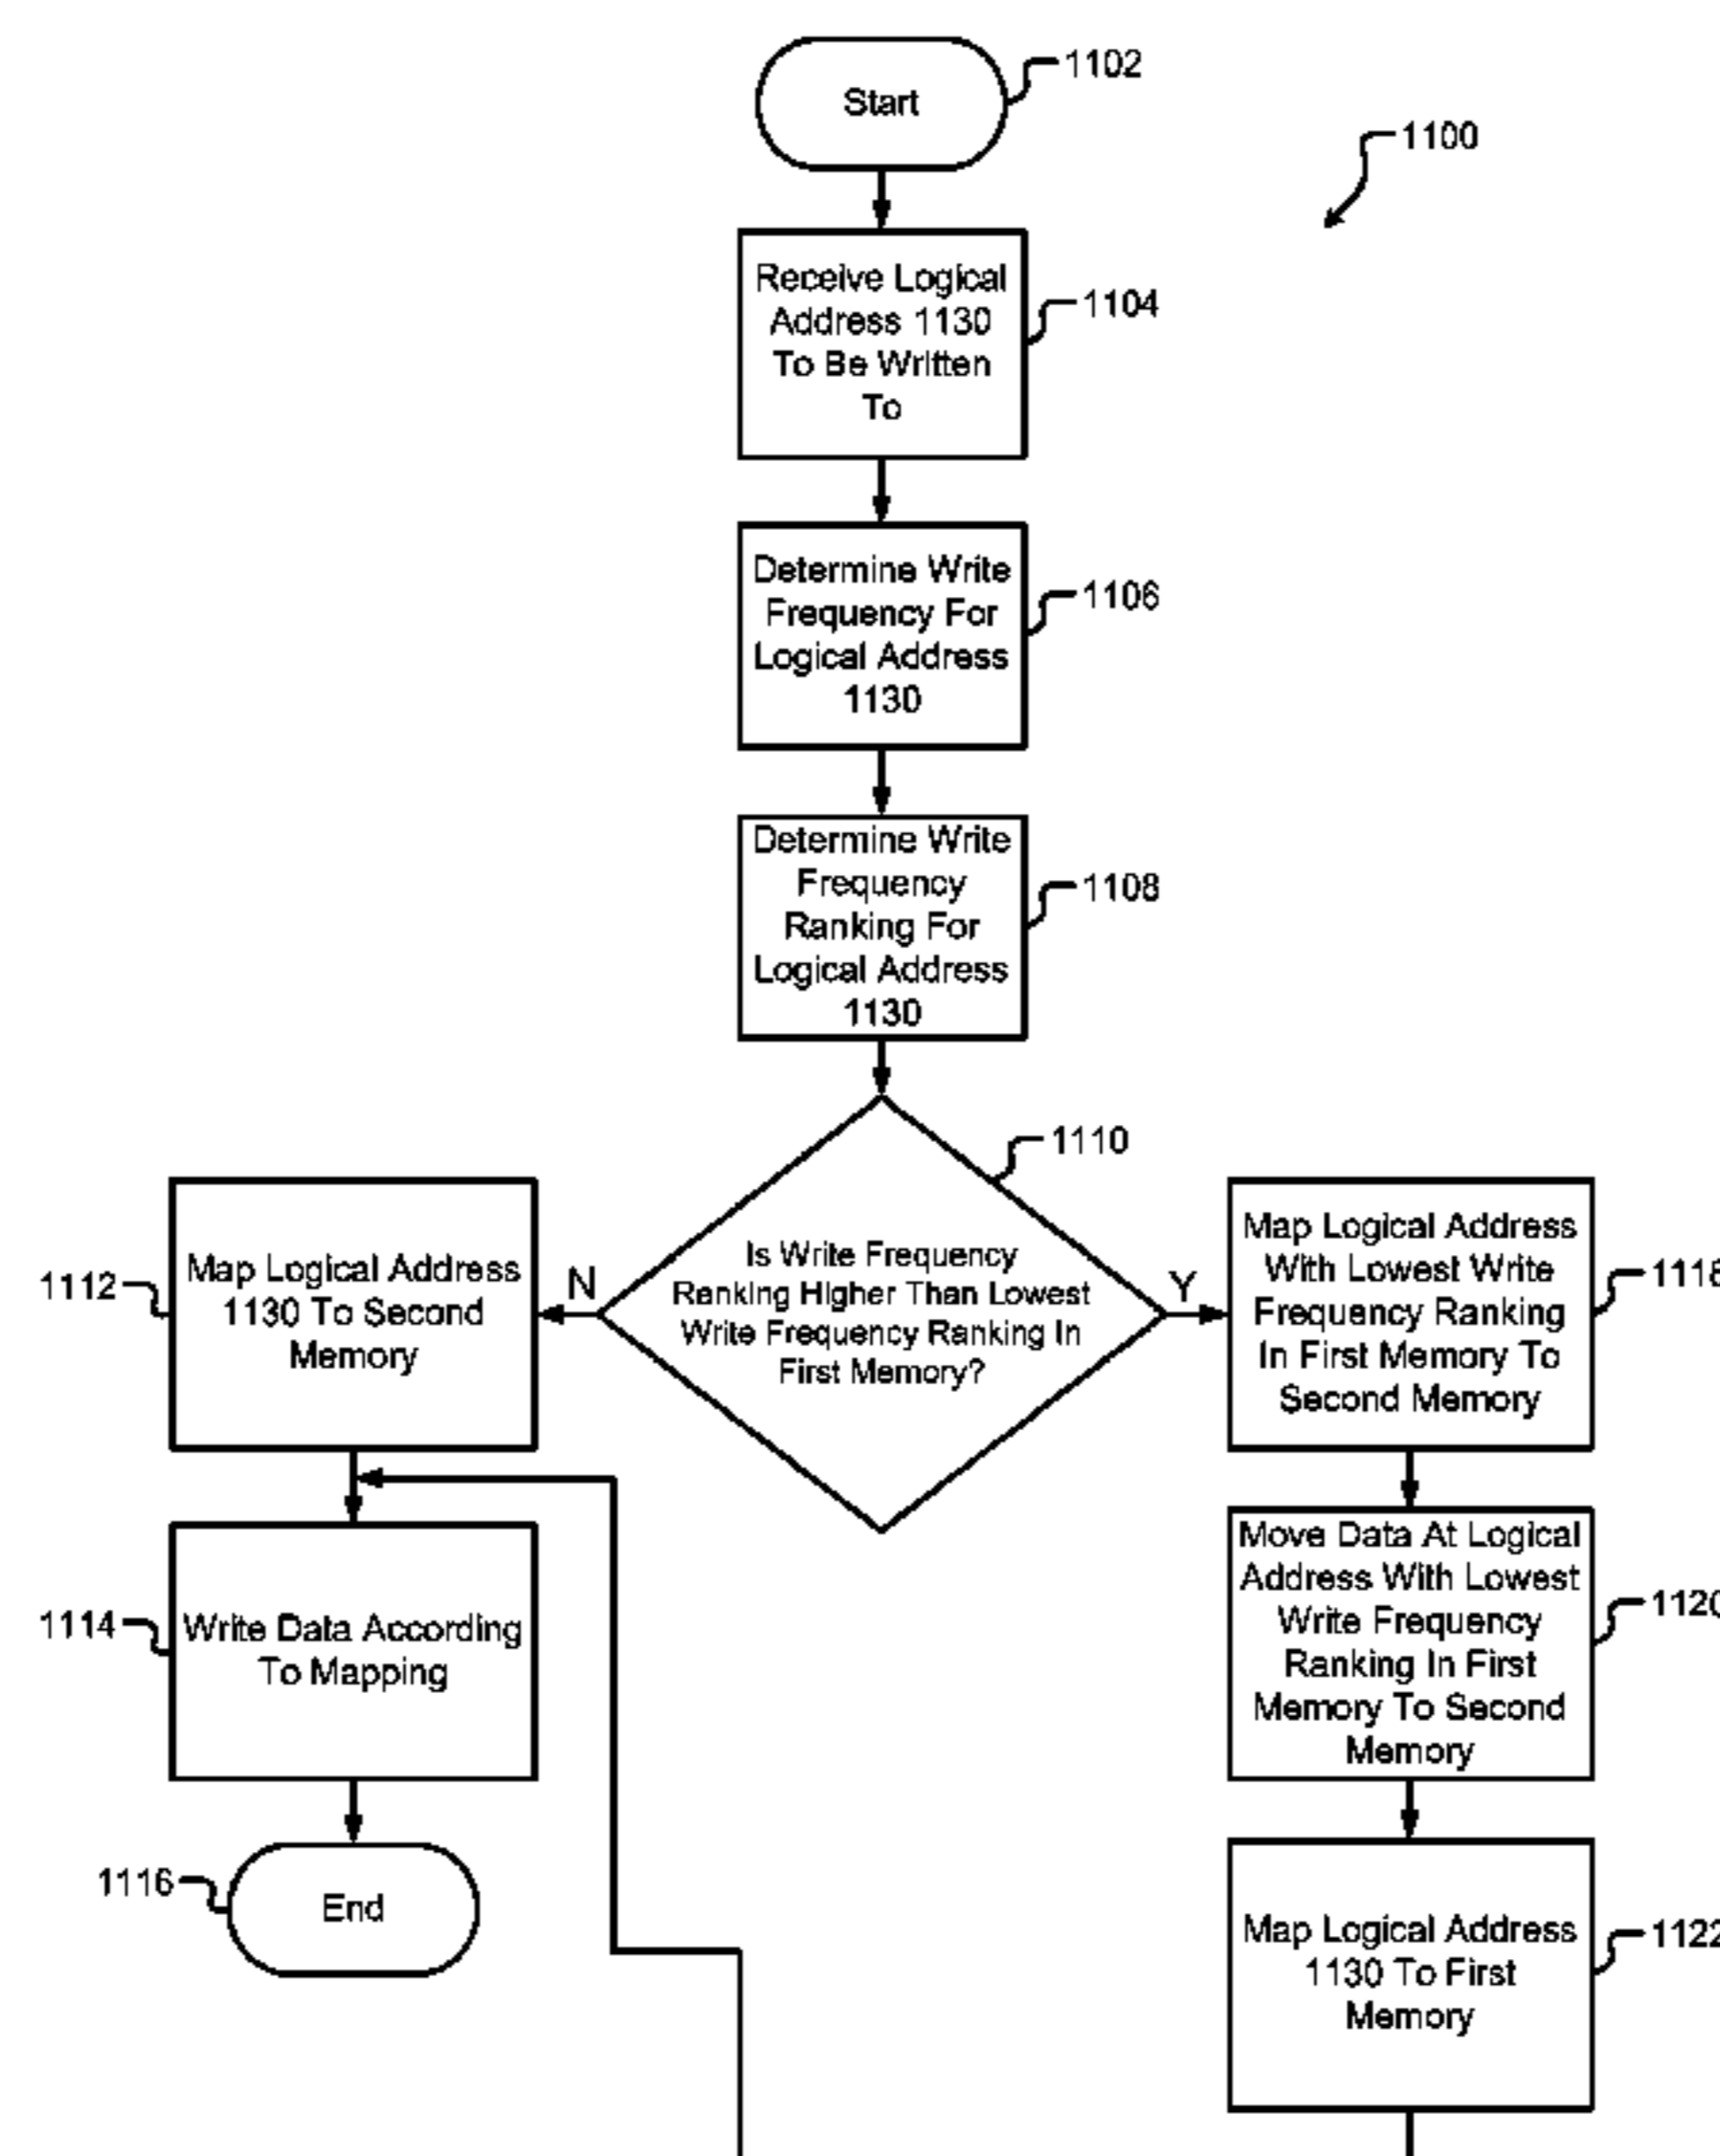 Start
1102
1100
Receive Logical
Address 1130
To Be Written
To
1104
Determine Write
Frequency For
Logical Address
1130
1106
Determine Write
Frequency
Ranking For
Logical Address
1130
1108
1110
Is Write Frequency
Ranking Higher Than Lowest
Write Frequency Ranking In
First Memory?
N
Y
1112
Map Logical Address
1130 To Second
Memory
Map Logical Address
With Lowest Write
Frequency Ranking
In First Memory To
Second Memory
1118
1114
Write Data According
To Mapping
Move Data At Logical
Address With Lowest
Write Frequency
Ranking In First
Memory To Second
Memory
1120
1116
End
Map Logical Address
1130 To First
Memory
1122